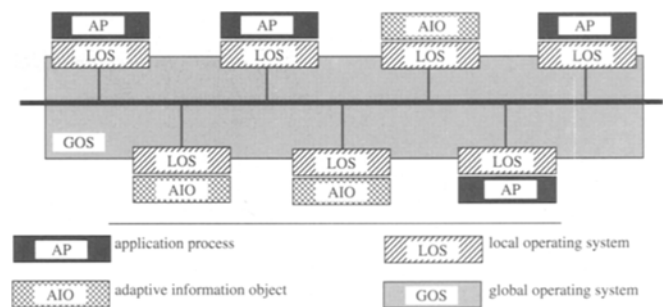 AP AP AIO AP
LOS LOS LOS LOS
GOS
LOS LOS LOS
AIO AIO AP
AP application process LOS local operating system
AIO adaptive information object GOS global operating system